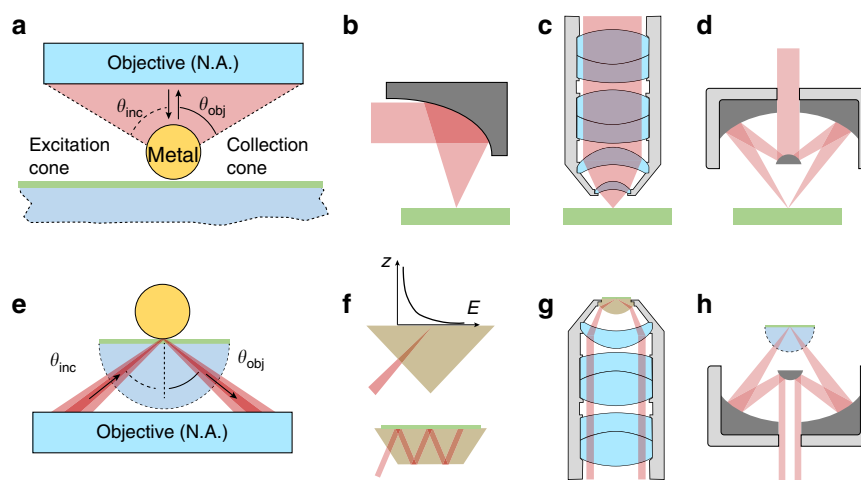 a
Objective (N.A.)
θinc
θobj
Excitation
cone
Metal
Collection
cone
b
c
d
e
θinc
θobj
Objective (N.A.)
f
z
E
g
h